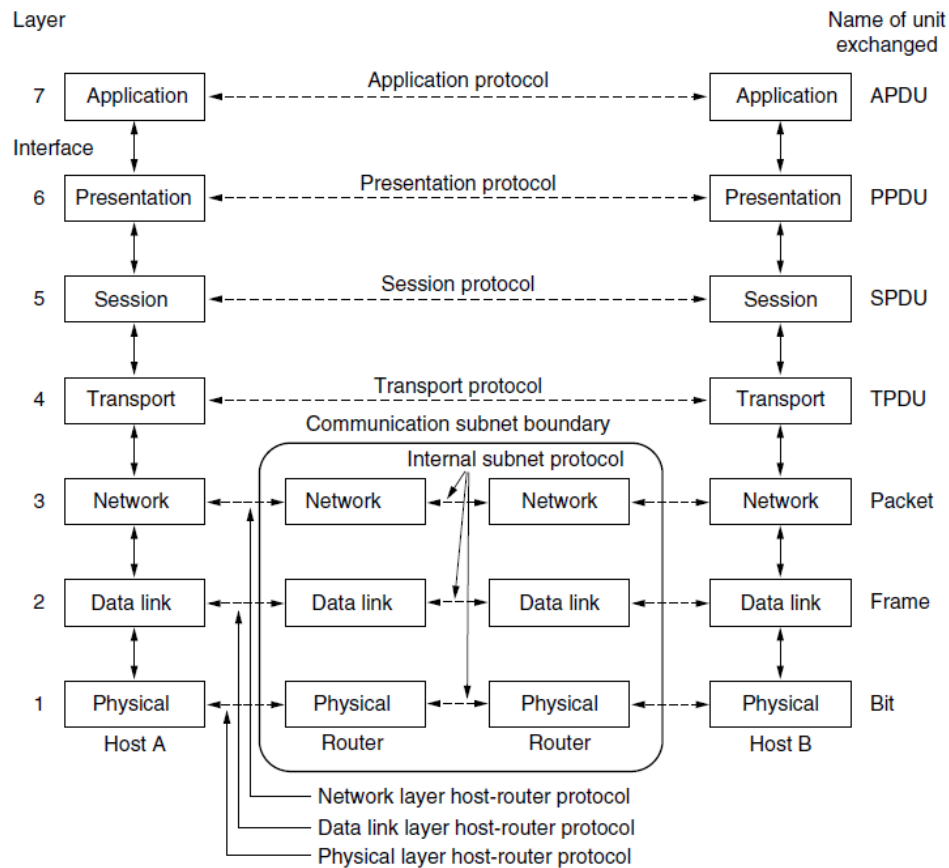 Layer
Name of unit
exchanged
Application protocol
7 Application Application APDU
Interface
Presentation protocol
6 Presentation Presentation PPDU
Session protocol
5 Session Session SPDU
Transport protocol
4 Transport Transport TPDU
Communication subnet boundary
Internal subnet protocol
3 Network Network Network Network Packet
2 Data link Data link Data link Data link Frame
1 Physical Physical Physical Physical Bit
Host A Router Router Host B
Network layer host-router protocol
Data link layer host-router protocol
Physical layer host-router protocol